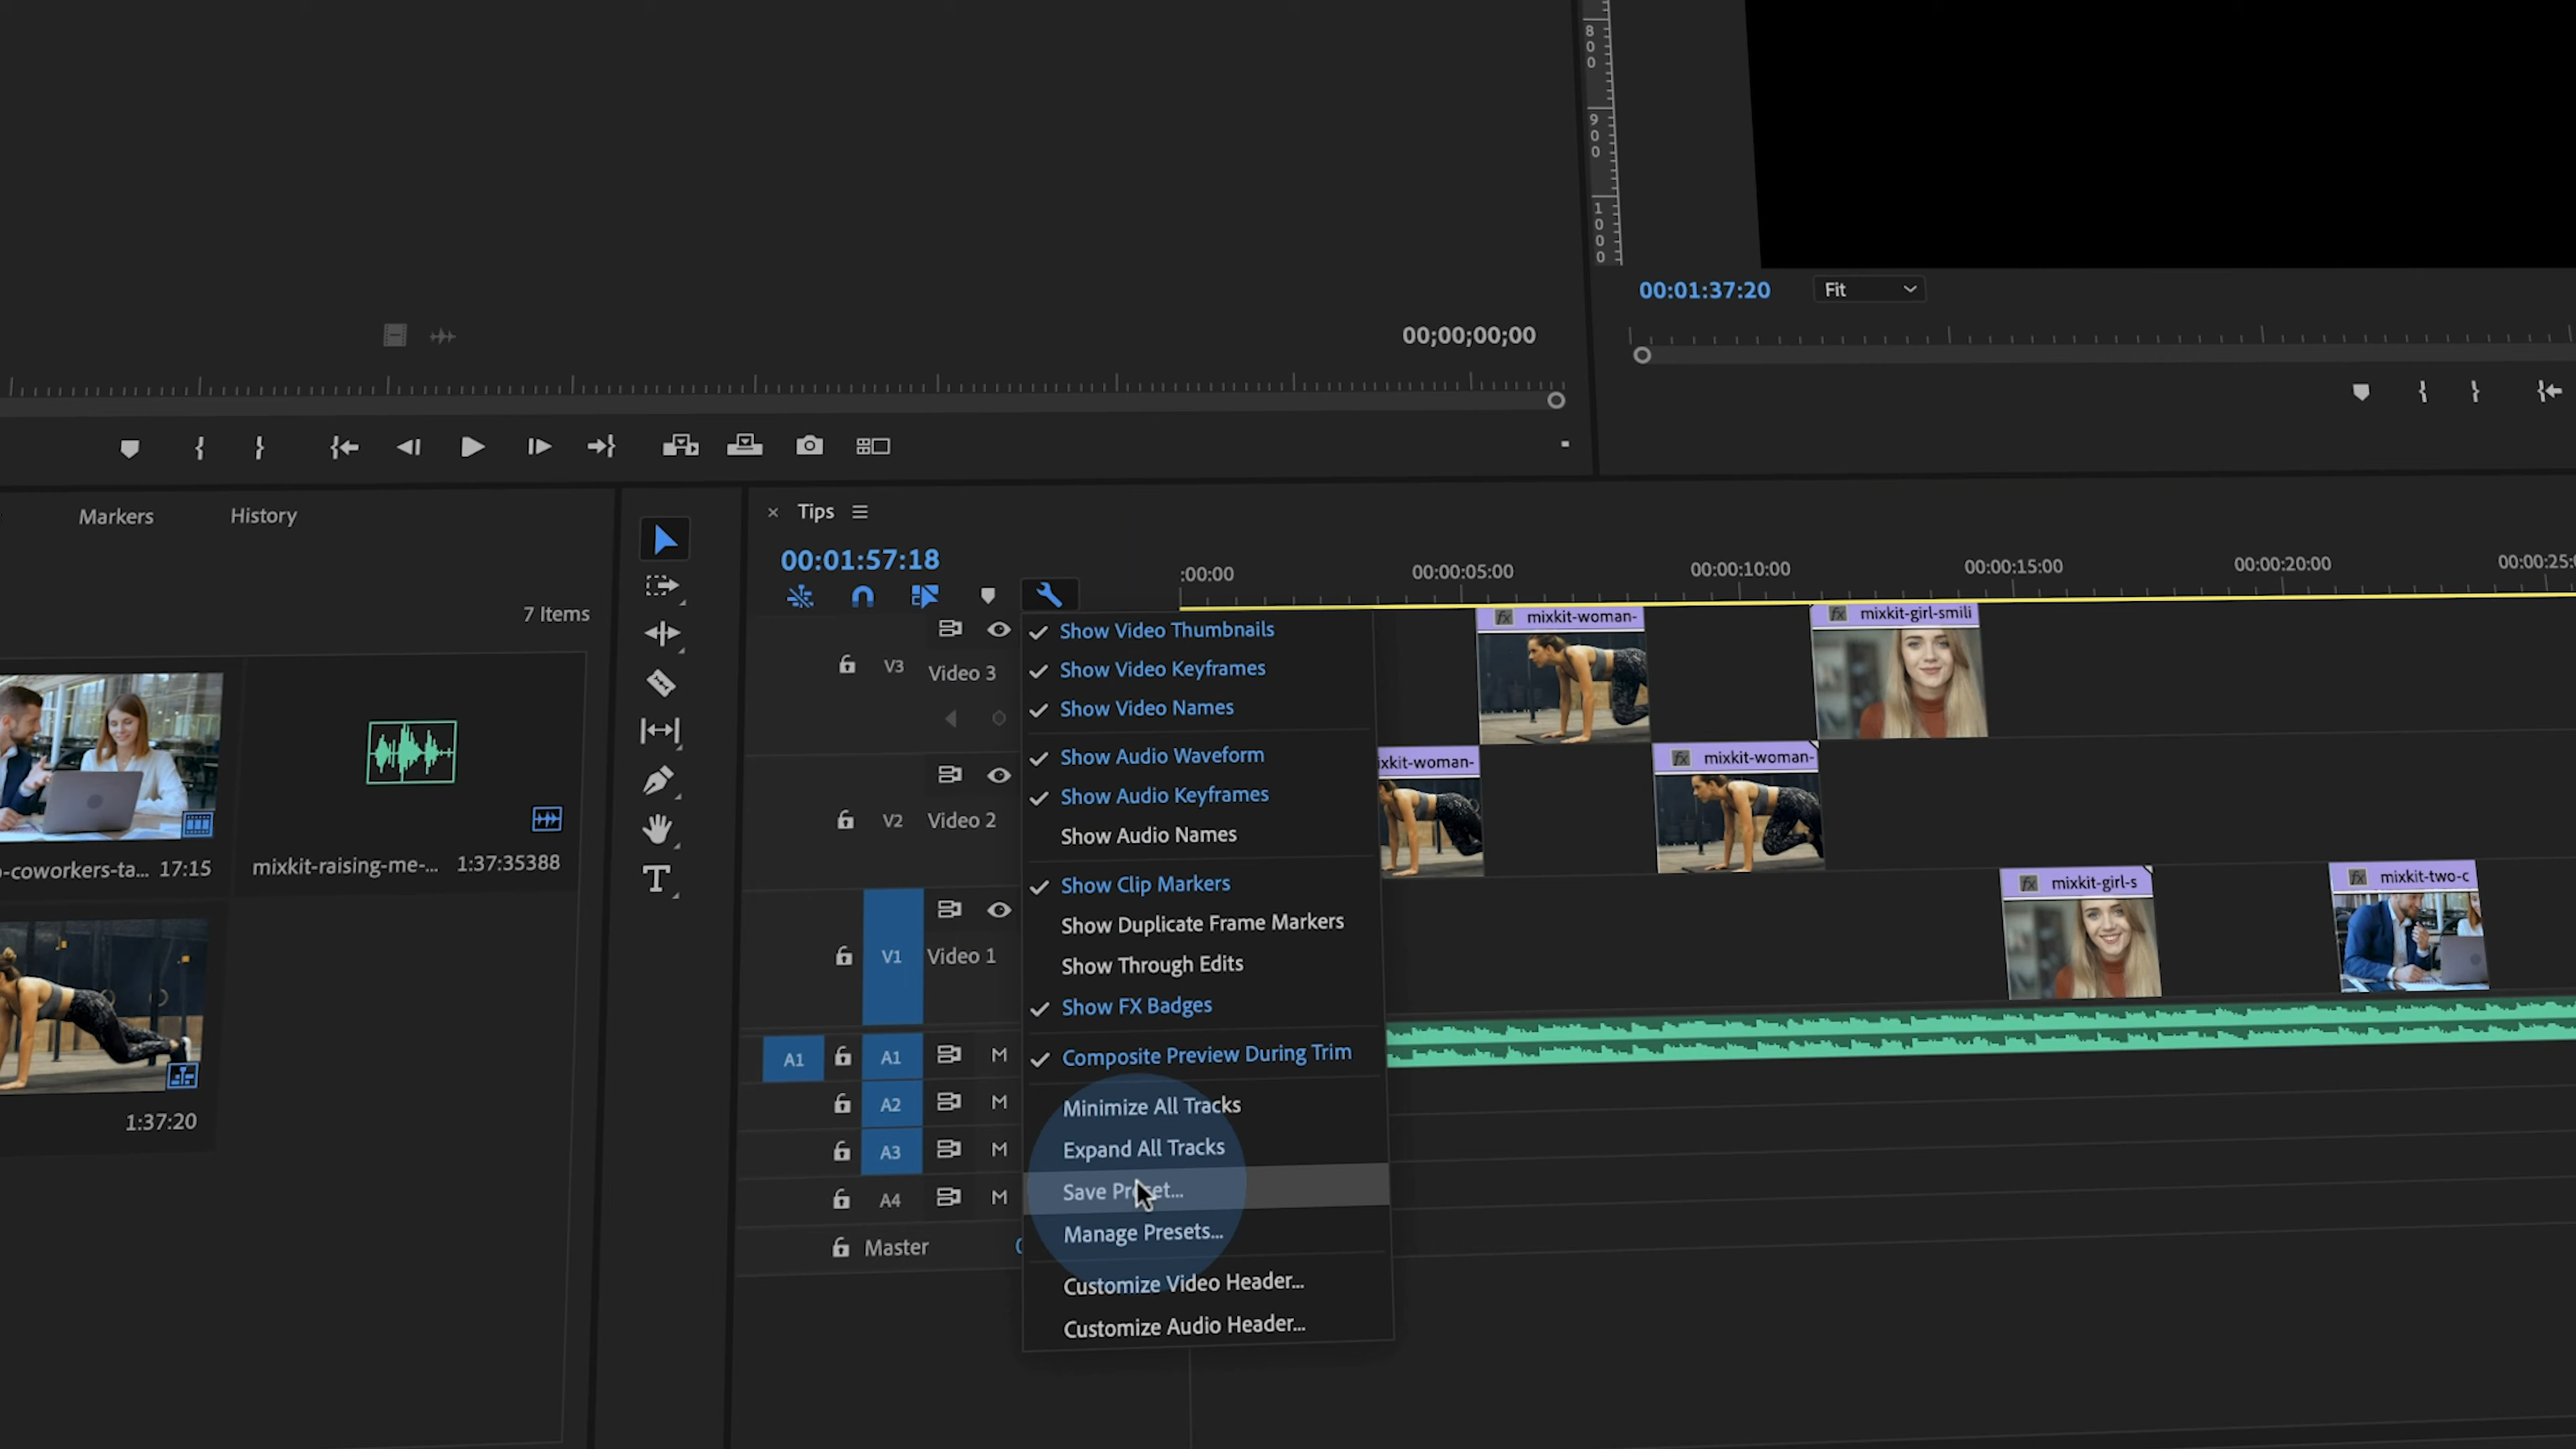 800
900
1000
00:01:37:20
Fit
00;00;00;00
{ }
Markers
History
7 Items
-coworkers-ta... 17:15
mixkit-raising-me-... 1:37:35388
1:37:20
T
× Tips
00:01:57:18
:00:00
00:00:05:00
00:00:10:00
00:00:15:00
00:00:20:00
00:00:25:0
V3 Video 3
V2 Video 2
V1 Video 1
A1 A1 M
A2 M
A3 M
A4 M
Master
Show Video Thumbnails
Show Video Keyframes
Show Video Names
Show Audio Waveform
Show Audio Keyframes
Show Audio Names
Show Clip Markers
Show Duplicate Frame Markers
Show Through Edits
Show FX Badges
Composite Preview During Trim
Minimize All Tracks
Expand All Tracks
Save Preset...
Manage Presets...
Customize Video Header...
Customize Audio Header...
fx mixkit-woman-
fx mixkit-girl-smili
ixkit-woman-
fx mixkit-woman-
fx mixkit-girl-s
fx mixkit-two-c